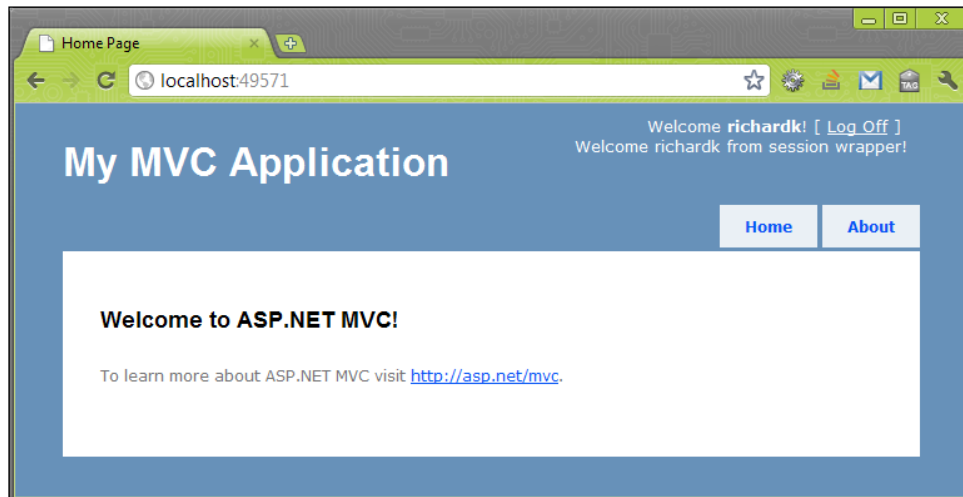 Home Page
localhost:49571
TAG
Welcome richardk! [ Log Off ]
Welcome richardk from session wrapper!
My MVC Application
Home
About
Welcome to ASP.NET MVC!
To learn more about ASP.NET MVC visit http://asp.net/mvc.